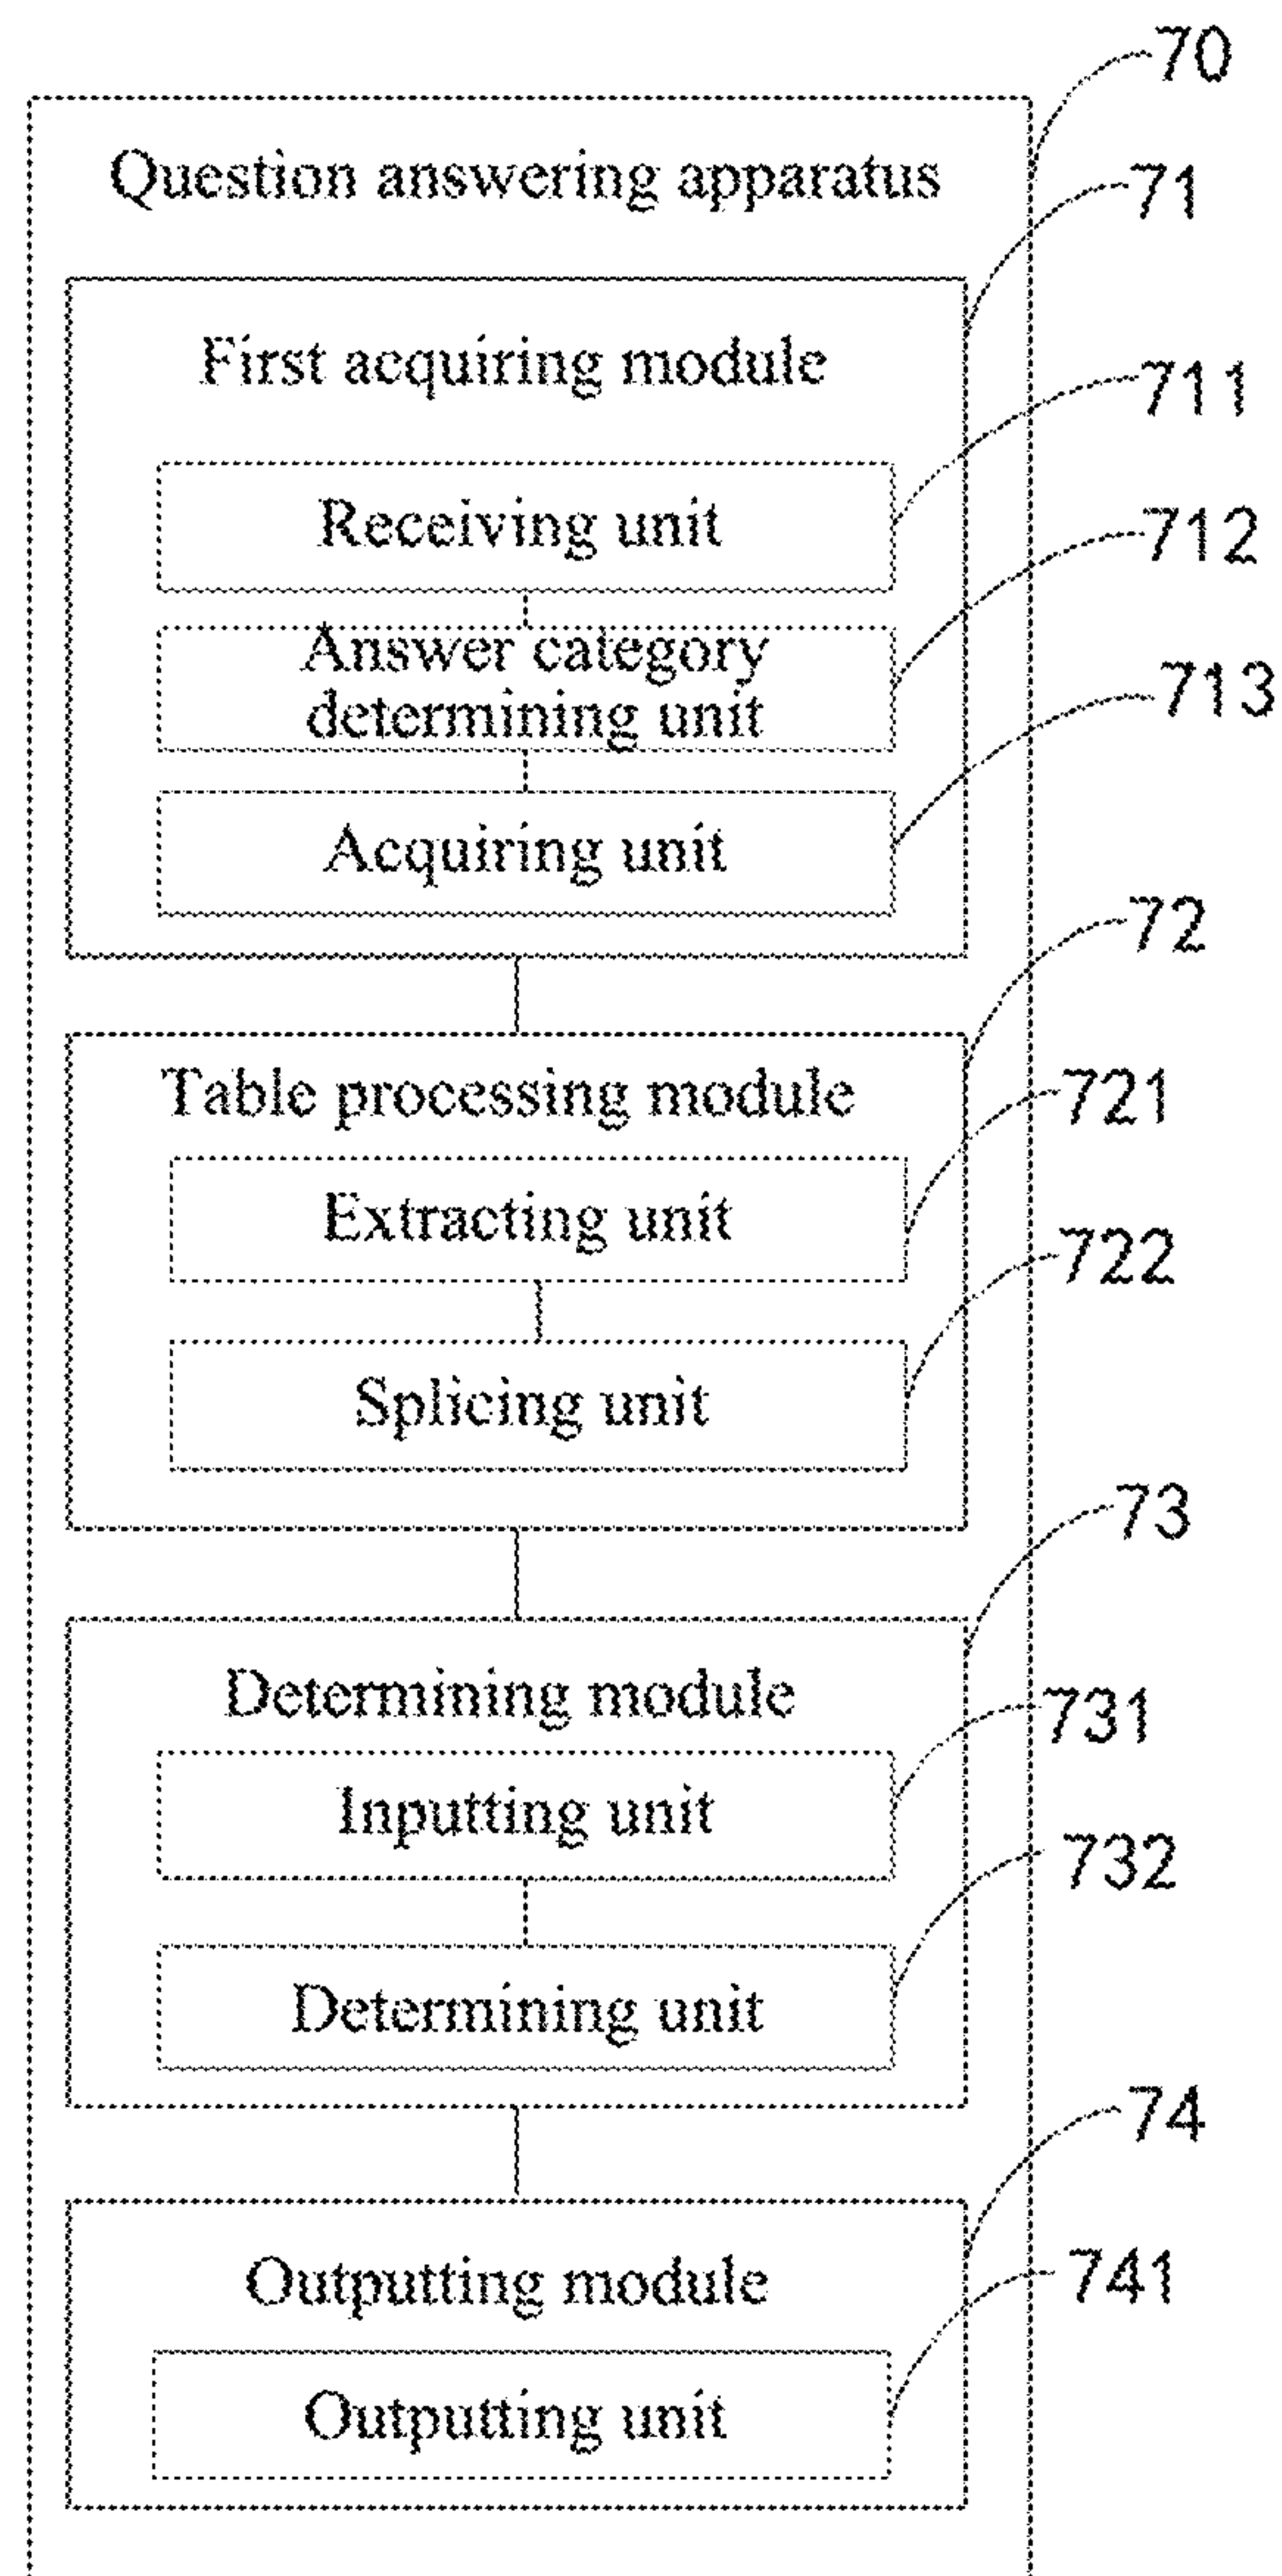 70
Question answering apparatus
71
First acquiring module
711
Receiving unit
712
Answer category
determining unit
713
Acquiring unit
72
Table processing module
721
Extracting unit
722
Splicing unit
73
Determining module
731
Inputting unit
732
Determining unit
74
Outputting module
741
Outputting unit